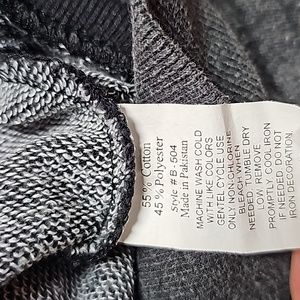 55% Cotton
45% Polyester
Style # B - 504
Made in Pakistan
MACHINE WASH COLD
WITH LIKE COLORS
GENTEL CYCLE USE
ONLY NON-CHLORINE
BLEACH WHEN
NEEDED. TUMBLE DRY
LOW. REMOVE
PROMPTLY. COOL IRON
IF NEEDED. DO NOT
IRON DECORATION.